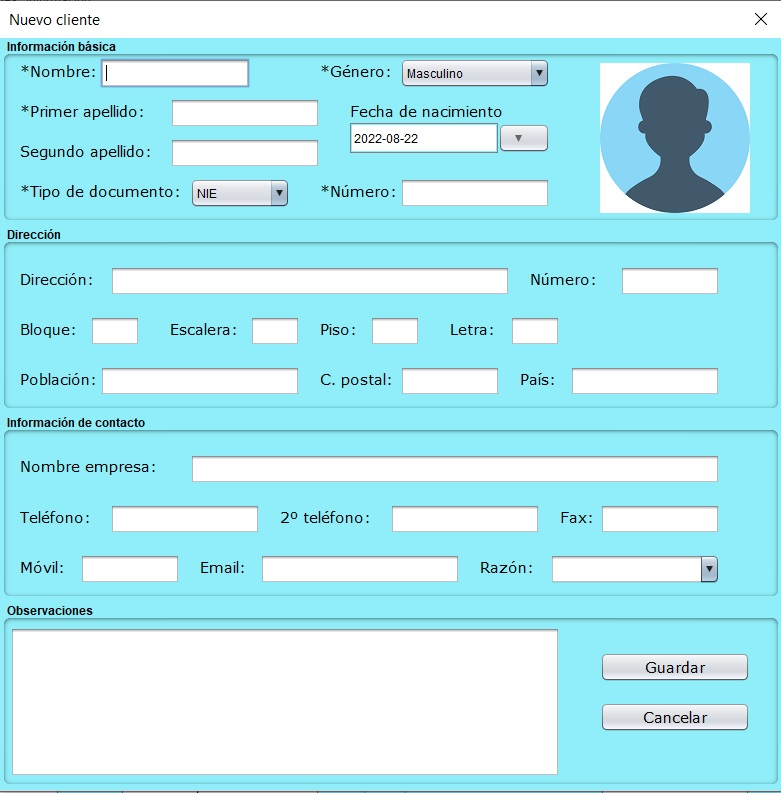 Nuevo cliente
Información básica
*Nombre: *Género: Masculino
*Primer apellido: Fecha de nacimiento
2022-08-22
Segundo apellido:
*Tipo de documento: NIE *Número:
Dirección
Dirección: Número:
Bloque: Escalera: Piso: Letra:
Población: C. postal: País:
Información de contacto
Nombre empresa:
Teléfono: 2º teléfono: Fax:
Móvil: Email: Razón:
Observaciones
Guardar
Cancelar